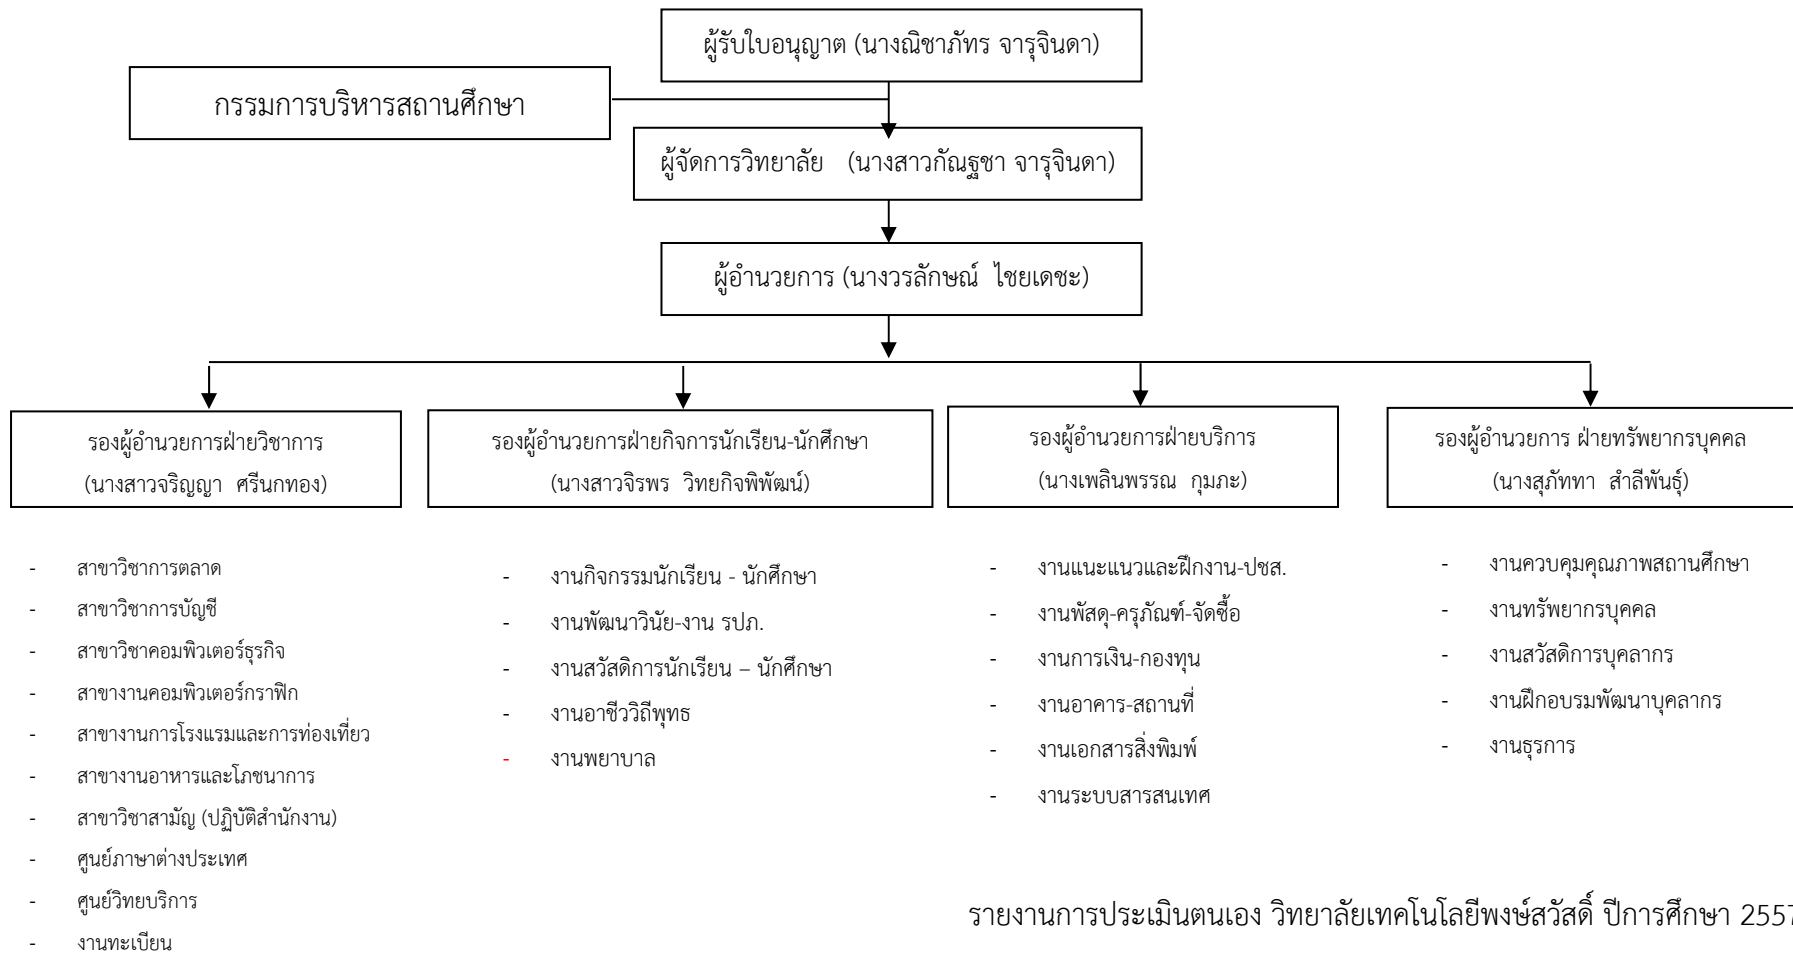 ผู้รับใบอนุญาต (นางณิชาภัทร จารุจินดา)
กรรมการบริหารสถานศึกษา
ผู้จัดการวิทยาลัย (นางสาวกัณฐชา จารุจินดา)
ผู้อำนวยการ (นางวรลักษณ์ ไชยเดชะ)
รองผู้อำนวยการฝ่ายวิชาการ
(นางสาวจริญญา ศรีนกทอง)
- สาขาวิชาการตลาด
- สาขาวิชาการบัญชี
- สาขาวิชาคอมพิวเตอร์ธุรกิจ
- สาขางานคอมพิวเตอร์กราฟิก
- สาขางานการโรงแรมและการท่องเที่ยว
- สาขางานอาหารและโภชนาการ
- สาขาวิชาสามัญ (ปฏิบัติสำนักงาน)
- ศูนย์ภาษาต่างประเทศ
- ศูนย์วิทยบริการ
- งานทะเบียน
รองผู้อำนวยการฝ่ายกิจการนักเรียน-นักศึกษา
(นางสาวจิรพร วิทยกิจพิพัฒน์)
- งานกิจกรรมนักเรียน - นักศึกษา
- งานพัฒนาวินัย-งาน รปภ.
- งานสวัสดิการนักเรียน – นักศึกษา
- งานอาชีววิถีพุทธ
- งานพยาบาล
รองผู้อำนวยการฝ่ายบริการ
(นางเพลินพรรณ กุมภะ)
- งานแนะแนวและฝึกงาน-ปชส.
- งานพัสดุ-ครุภัณฑ์-จัดซื้อ
- งานการเงิน-กองทุน
- งานอาคาร-สถานที่
- งานเอกสารสิ่งพิมพ์
- งานระบบสารสนเทศ
รองผู้อำนวยการ ฝ่ายทรัพยากรบุคคล
(นางสุภัททา สำลีพันธุ์)
- งานควบคุมคุณภาพสถานศึกษา
- งานทรัพยากรบุคคล
- งานสวัสดิการบุคลากร
- งานฝึกอบรมพัฒนาบุคลากร
- งานธุรการ
รายงานการประเมินตนเอง วิทยาลัยเทคโนโลยีพงษ์สวัสดิ์ ปีการศึกษา 2557